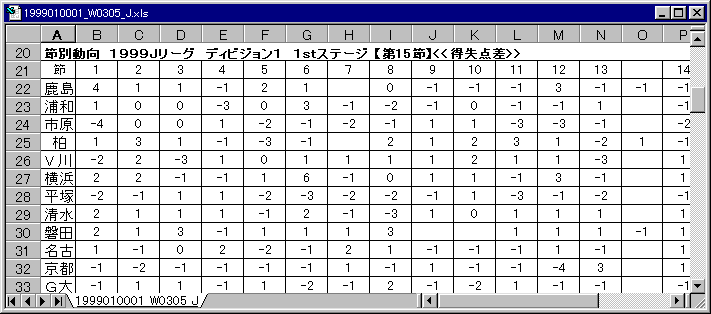 1999010001_W0305_J.xls
A B C D E F G H I J K L M N O P
20 節別動向 1999Jリーグ ディビジョン1 1stステージ【第15節】<<得失点差>>
21 節 1 2 3 4 5 6 7 8 9 10 11 12 13 14
22 鹿島 4 1 1 -1 2 1 0 -1 -1 -1 3 -1 -1 -1
23 浦和 1 0 0 -3 0 3 -1 -2 -1 0 -1 -1 1 -1
24 市原 -4 0 0 1 -2 -1 -2 -1 1 1 -3 -3 -1 -2
25 柏 1 3 1 -1 -3 -1 2 1 2 3 1 -2 1 -1
26 V川 -2 2 -3 1 0 1 1 1 1 2 1 1 -3 1
27 横浜 2 2 -1 -1 1 6 -1 0 1 1 -1 3 -1 1
28 平塚 -2 -1 1 1 -2 -3 -2 -2 -1 1 -3 -1 -2 -1
29 清水 2 1 1 1 -1 2 -1 -3 1 0 1 1 1 1
30 磐田 2 1 3 -1 1 1 3 1 1 1 -1 1
31 名古 1 -1 0 2 -2 -1 2 1 -1 -1 -1 1 -1 1
32 京都 -1 -2 -1 -1 -1 -1 -1 1 -1 1 -1 -4 3 1
33 G大 -1 1 1 -1 1 -2 -1 2 -1 -2 1 -1 -1 -1
1999010001_W0305_J